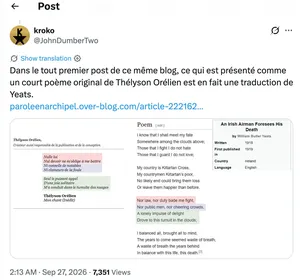 Post
kroko
@JohnDumberTwo
Show translation
Dans le tout premier post de ce même blog, ce qui est présenté comme
un court poème original de Thélyson Orélien est en fait une traduction de
Yeats.
paroleenarchipel.over-blog.com/article-222162...
Thélyson Orélien,
Thélyson Orélien
Poem
I know that I shall meet my fate
Somewhere among the clouds above;
Those that I fight I do not hate
Those that I guard I do not love;
My country is Kiltartan Cross,
My countrymen Kiltartan's poor,
No likely end could bring them loss
Or leave them happier than before.
Nor law, nor duty bade me fight,
Nor public men, nor cheering crowds,
A lonely impulse of delight
Drove to this tumult in the clouds;
I balanced all, brought all to mind,
The years to come seemed waste of breath,
A waste of breath the years behind
In balance with this life, this death.
An Irish Airman Foresees His
Death
by William Butler Yeats
Written 1918
First published 1919
in
Country Ireland
Language English
2:13 AM · Sep 27, 2026 · 7,351 Views